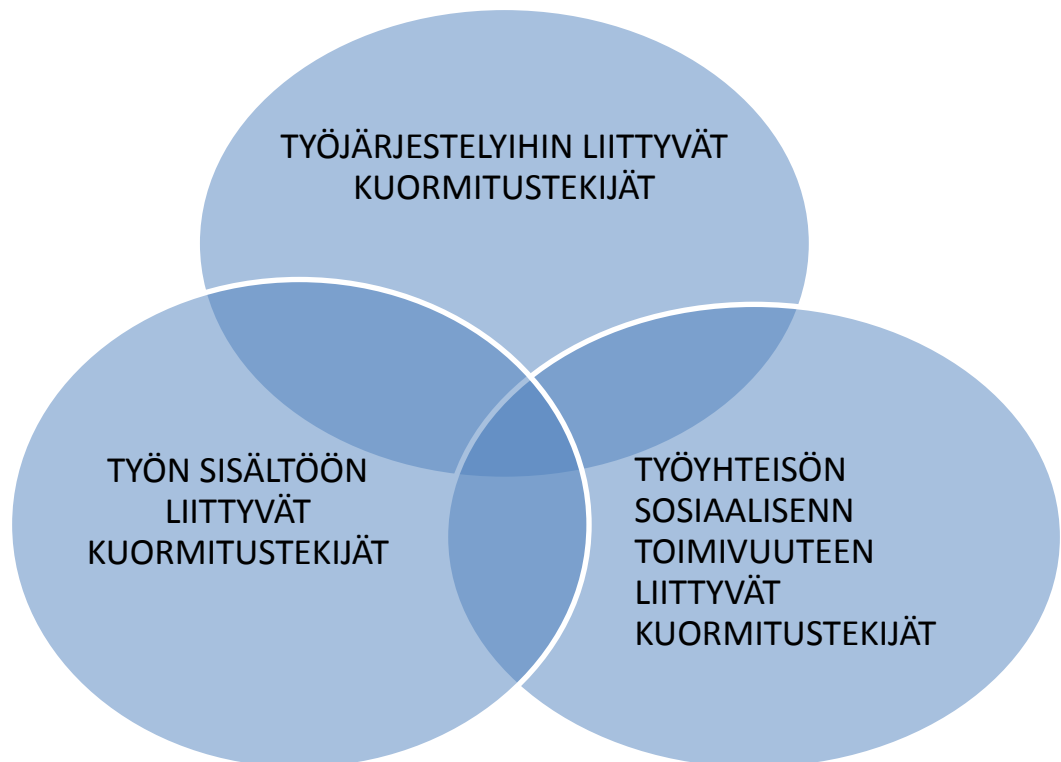 TYÖJÄRJESTELYIHIN LIITTYVÄT
KUORMITUSTEKIJÄT
TYÖN SISÄLTÖÖN
LIITTYVÄT
KUORMITUSTEKIJÄT
TYÖYHTEISÖN
SOSIAALISENN
TOIMIVUUTEEN
LIITTYVÄT
KUORMITUSTEKIJÄT